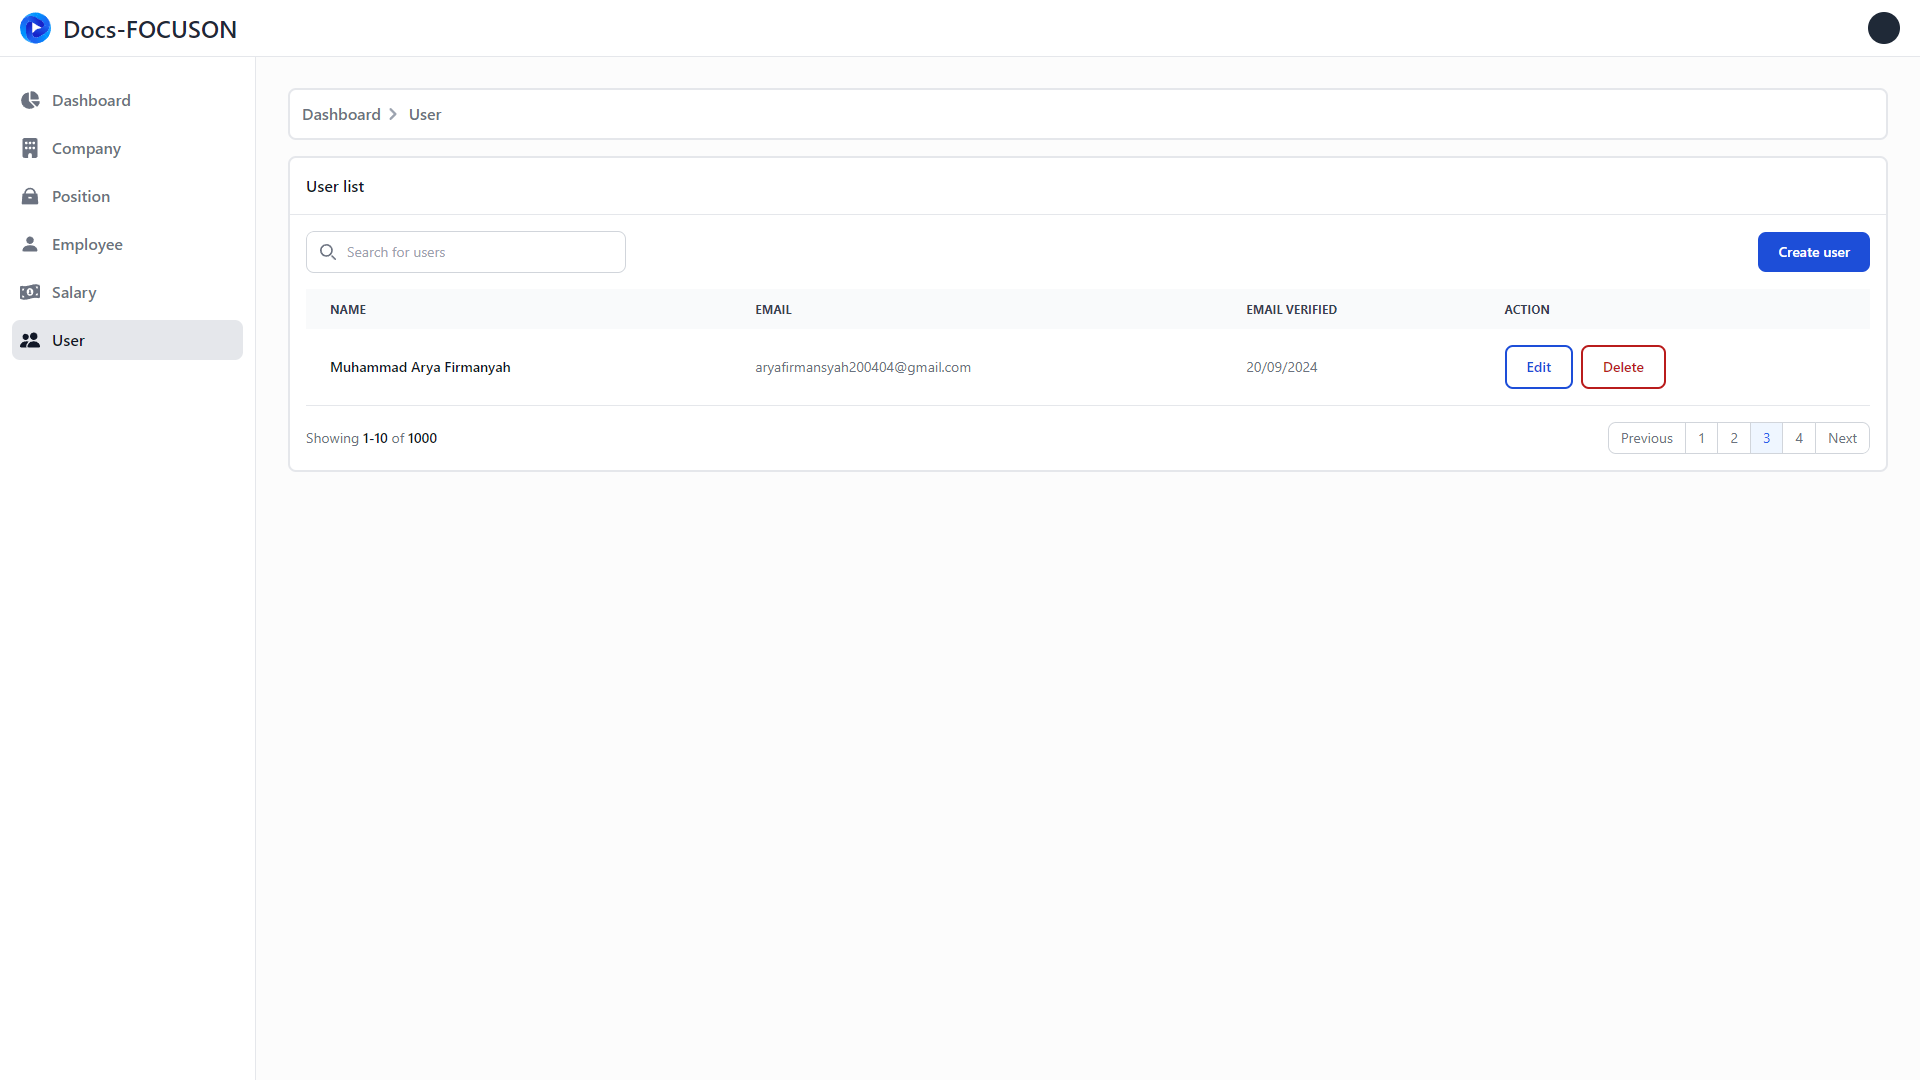 Docs-FOCUSON
Dashboard
Company
Position
Employee
Salary
User
Dashboard User
User list
Search for users
Create user
NAME EMAIL EMAIL VERIFIED ACTION
Muhammad Arya Firmanyah aryafirmansyah200404@gmail.com 20/09/2024 Edit Delete
Showing 1-10 of 1000 Previous 1 2 3 4 Next